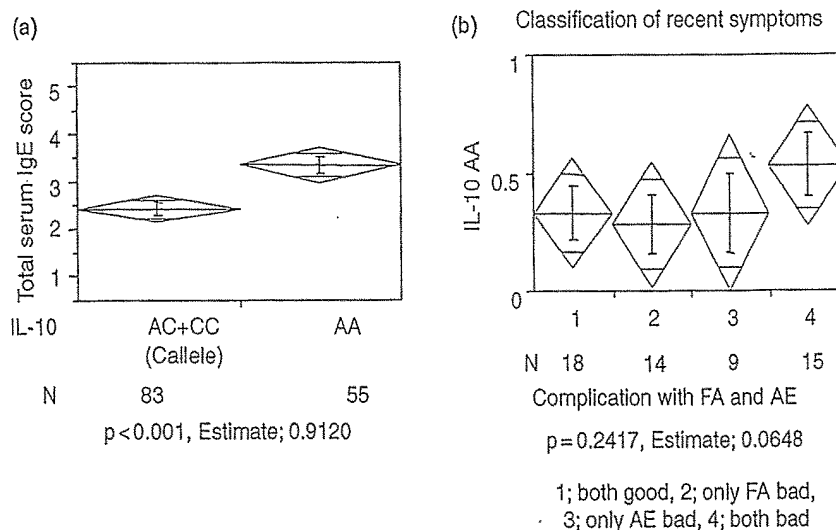 (a)
Total serum·IgE score
5
4
3
2
1
IL-10 AC+CC AA
(Callele)
N 83 55
p<0.001, Estimate; 0.9120
(b) Classification of recent symptoms
IL-10 AA
1
0.5
0
1 2 3 4
N 18 14 9 15
Complication with FA and AE
p=0.2417, Estimate; 0.0648
1; both good, 2; only FA bad,
3; only AE bad, 4; both bad